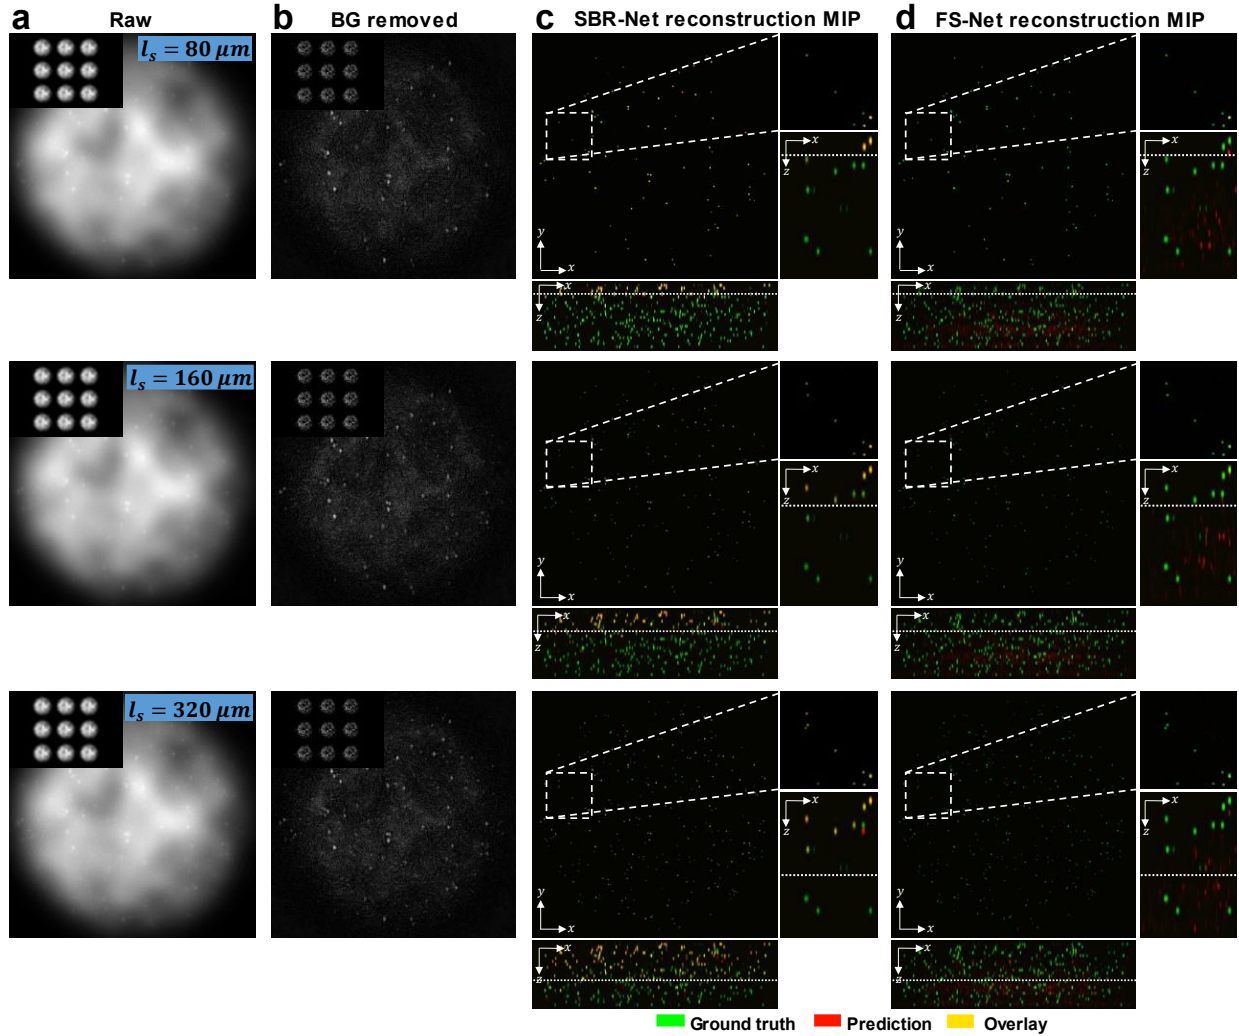 a Raw
b BG removed
c SBR-Net reconstruction MIP
d FS-Net reconstruction MIP
l_s = 80 μm
x
z
y
x
x
z
x
z
y
x
x
z
l_s = 160 μm
x
z
y
x
x
z
x
z
y
x
x
z
l_s = 320 μm
x
z
y
x
x
z
x
z
y
x
x
z
Ground truth Prediction Overlay